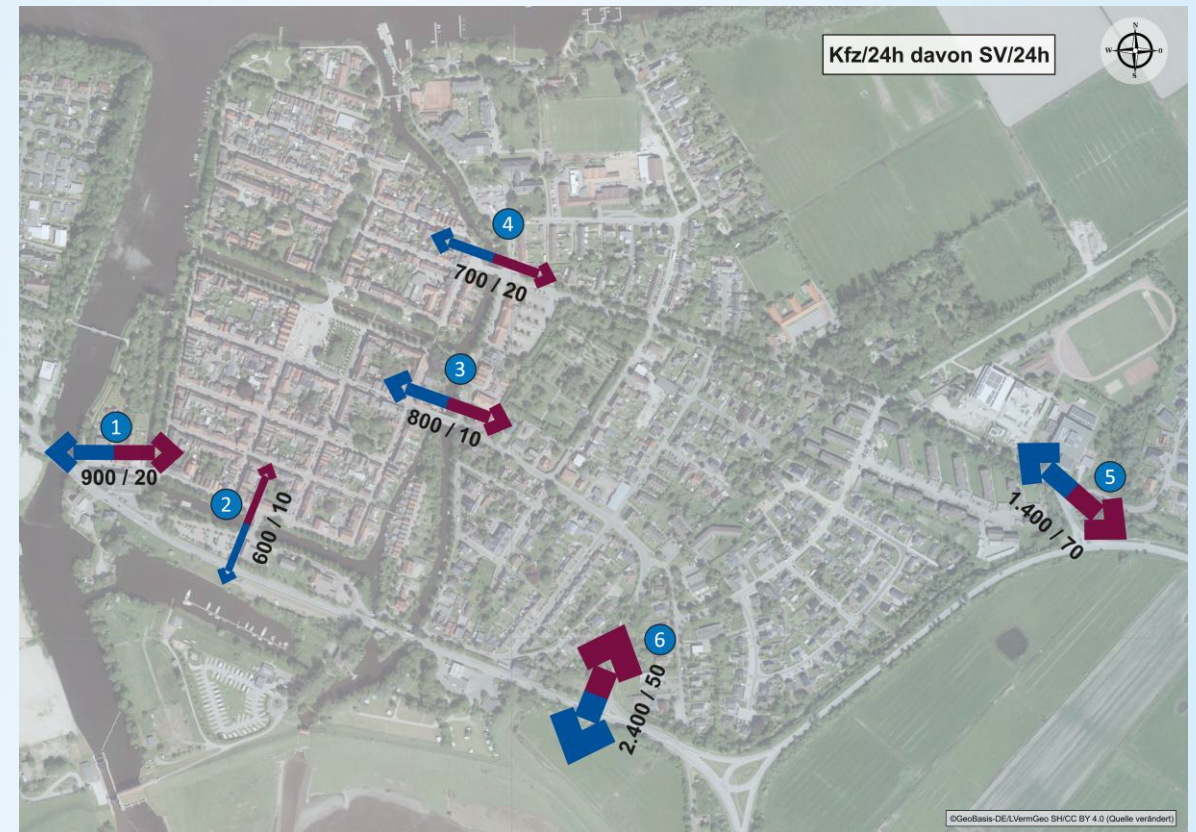 Kfz/24h davon SV/24h
N
W
O
S
4
700 / 20
3
800 / 10
1
900 / 20
2
600 / 10
5
1.400 / 70
6
2.400 / 50
©GeoBasis-DE/LVermGeo SH/CC BY 4.0 (Quelle verändert)